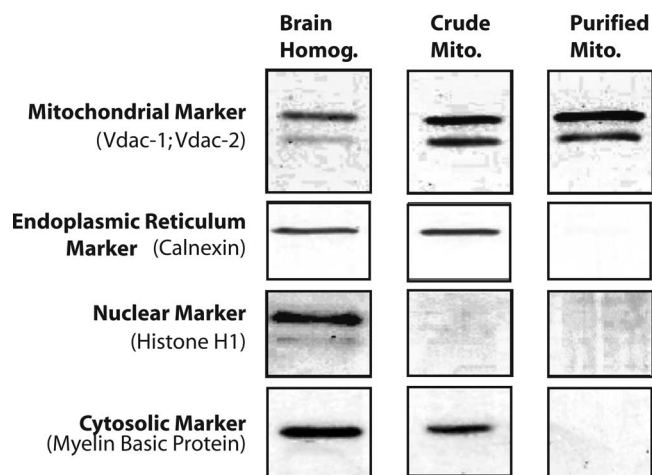 Brain Homog.
Crude Mito.
Purified Mito.
Mitochondrial Marker
(Vdac-1; Vdac-2)
Endoplasmic Reticulum
Marker (Calnexin)
Nuclear Marker
(Histone H1)
Cytosolic Marker
(Myelin Basic Protein)